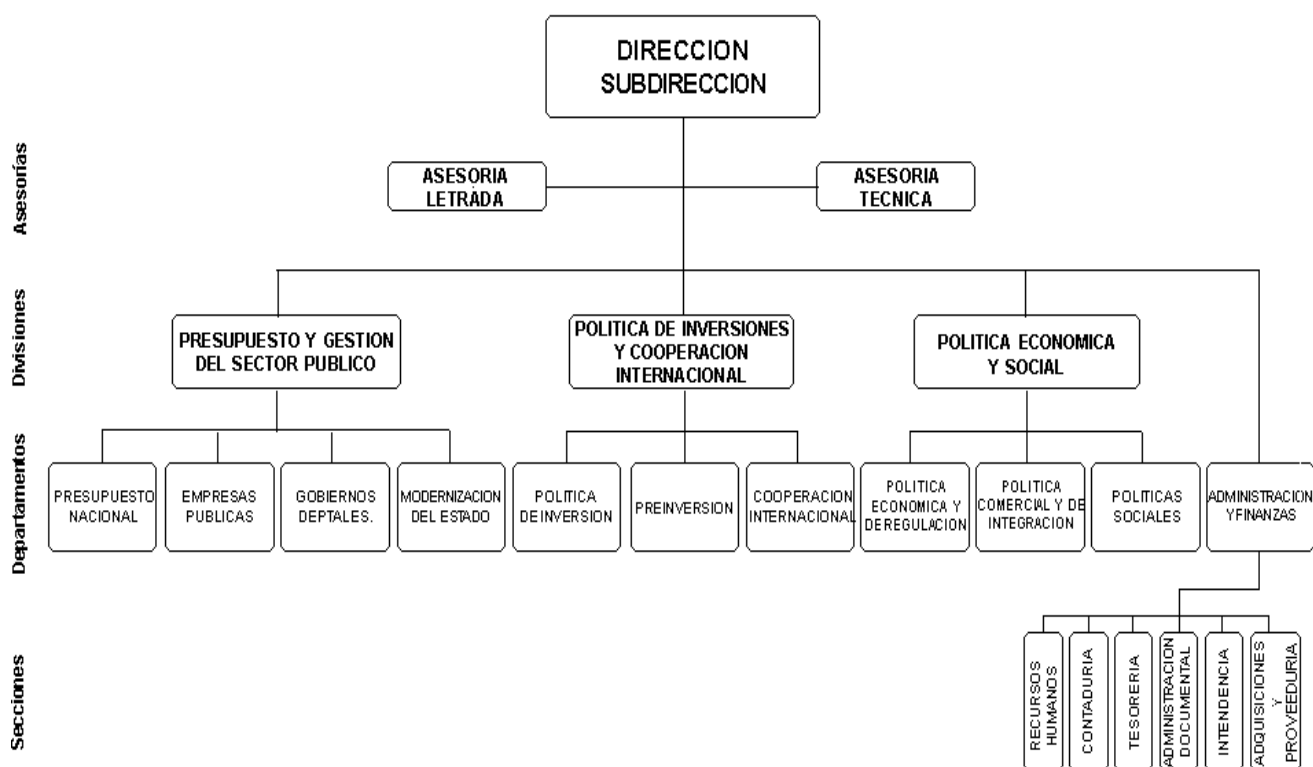 DIRECCION
SUBDIRECCION
Asesorías
ASESORIA
LETRADA
ASESORIA
TECNICA
Divisiones
PRESUPUESTO Y GESTION
DEL SECTOR PUBLICO
POLITICA DE INVERSIONES
Y COOPERACION
INTERNACIONAL
POLITICA ECONOMICA
Y SOCIAL
Departamentos
PRESUPUESTO
NACIONAL
EMPRESAS
PUBLICAS
GOBIERNOS
DEPTALES.
MODERNIZACION
DEL ESTADO
POLITICA
DE INVERSION
PREINVERSION
COOPERACION
INTERNACIONAL
POLITICA
ECONOMICA Y
DEREGULACION
POLITICA
COMERCIAL Y DE
INTEGRACION
POLITICAS
SOCIALES
ADMINISTRACION
Y FINANZAS
Secciones
RECURSOS
HUMANOS
CONTADURIA
TESORERIA
ADMINISTRACION
DOCUMENTAL
INTENDENCIA
ADQUISICIONES
Y
PROVEEDURIA